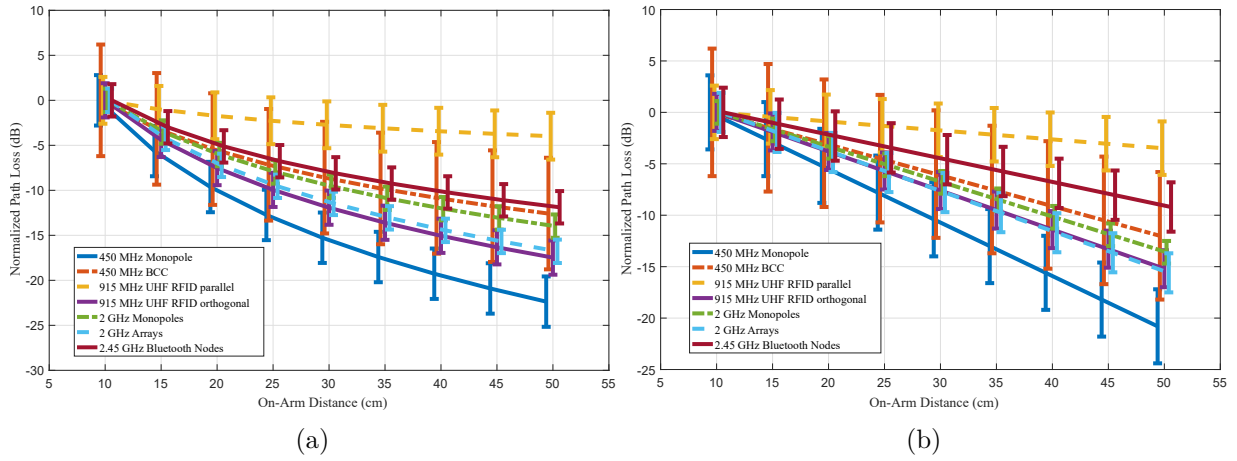 10
5
0
-5
-10
-15
-20
-25
-30
5
10
15
20
25
30
35
40
45
50
55
Normalized Path Loss (dB)
On-Arm Distance (cm)
450 MHz Monopole
450 MHz BCC
915 MHz UHF RFID parallel
915 MHz UHF RFID orthogonal
2 GHz Monopoles
2 GHz Arrays
2.45 GHz Bluetooth Nodes
(a)
10
5
0
-5
-10
-15
-20
-25
5
10
15
20
25
30
35
40
45
50
55
Normalized Path Loss (dB)
On-Arm Distance (cm)
450 MHz Monopole
450 MHz BCC
915 MHz UHF RFID parallel
915 MHz UHF RFID orthogonal
2 GHz Monopoles
2 GHz Arrays
2.45 GHz Bluetooth Nodes
(b)